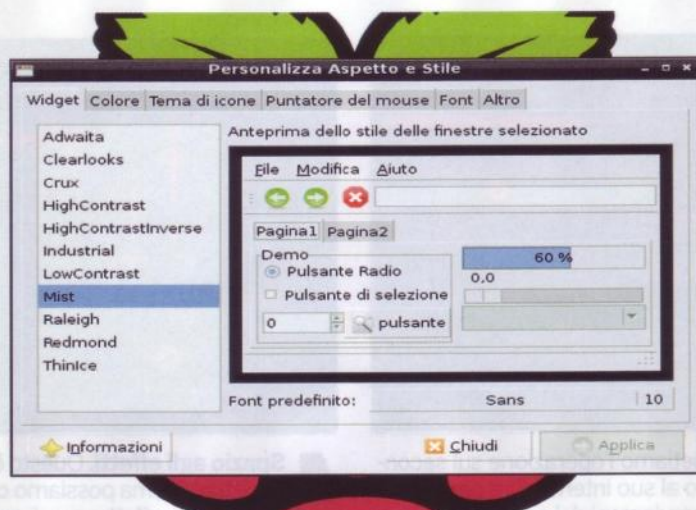 Personalizza Aspetto e Stile
Widget Colore Tema di icone Puntatore del mouse Font Altro
Adwaita
Clearlooks
Crux
HighContrast
HighContrastInverse
Industrial
LowContrast
Mist
Raleigh
Redmond
ThinIce
Anteprima dello stile delle finestre selezionato
File Modifica Aiuto
Pagina1 Pagina2
Demo
Pulsante Radio
Pulsante di selezione
0 pulsante
60 %
0,0
Font predefinito: Sans 10
Informazioni Chiudi Applica